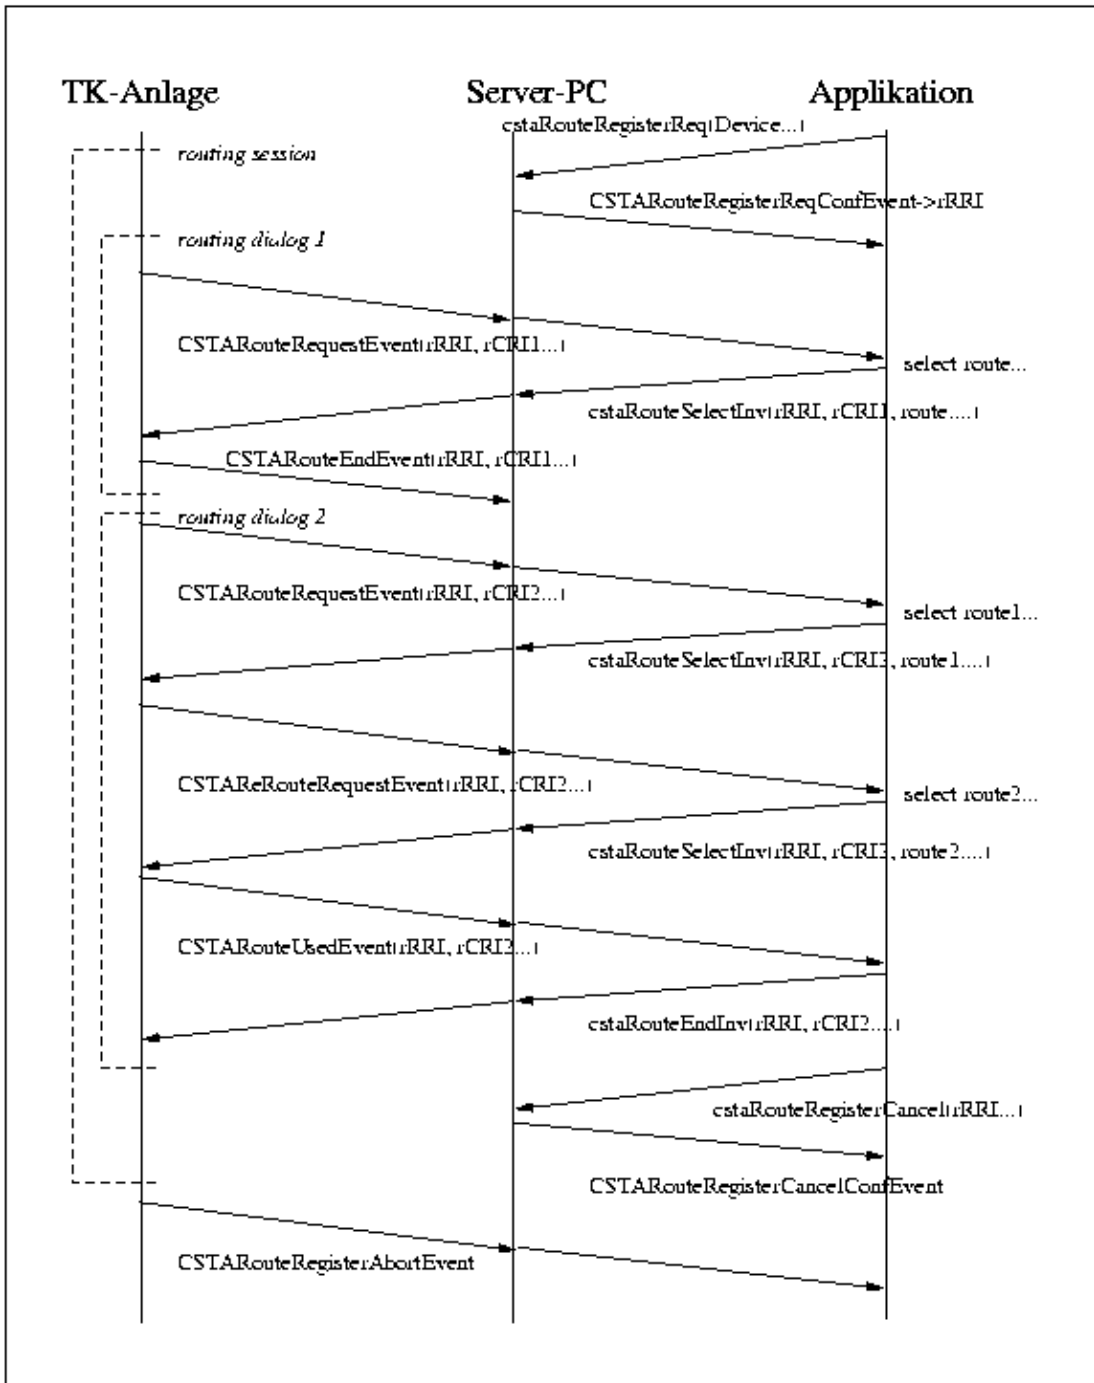 TK-Anlage Server-PC Applikation
cstaRouteRegisterReq(Device...)
routing session
CSTARouteRegisterReqConfEvent->rRRI
routing dialog 1
CSTARouteRequestEvent(rRRI, rCRI1...)
select route...
cstaRouteSelectInv(rRRI, rCRI1, route....)
CSTARouteEndEvent(rRRI, rCRI1...)
routing dialog 2
CSTARouteRequestEvent(rRRI, rCRI2...)
select route1...
cstaRouteSelectInv(rRRI, rCRI3, route1....)
CSTAReRouteRequestEvent(rRRI, rCRI2...)
select route2...
cstaRouteSelectInv(rRRI, rCRI3, route2....)
CSTARouteUsedEvent(rRRI, rCRI2...)
cstaRouteEndInv(rRRI, rCRI2....)
cstaRouteRegisterCancel(rRRI...)
CSTARouteRegisterCancelConfEvent
CSTARouteRegisterAbortEvent